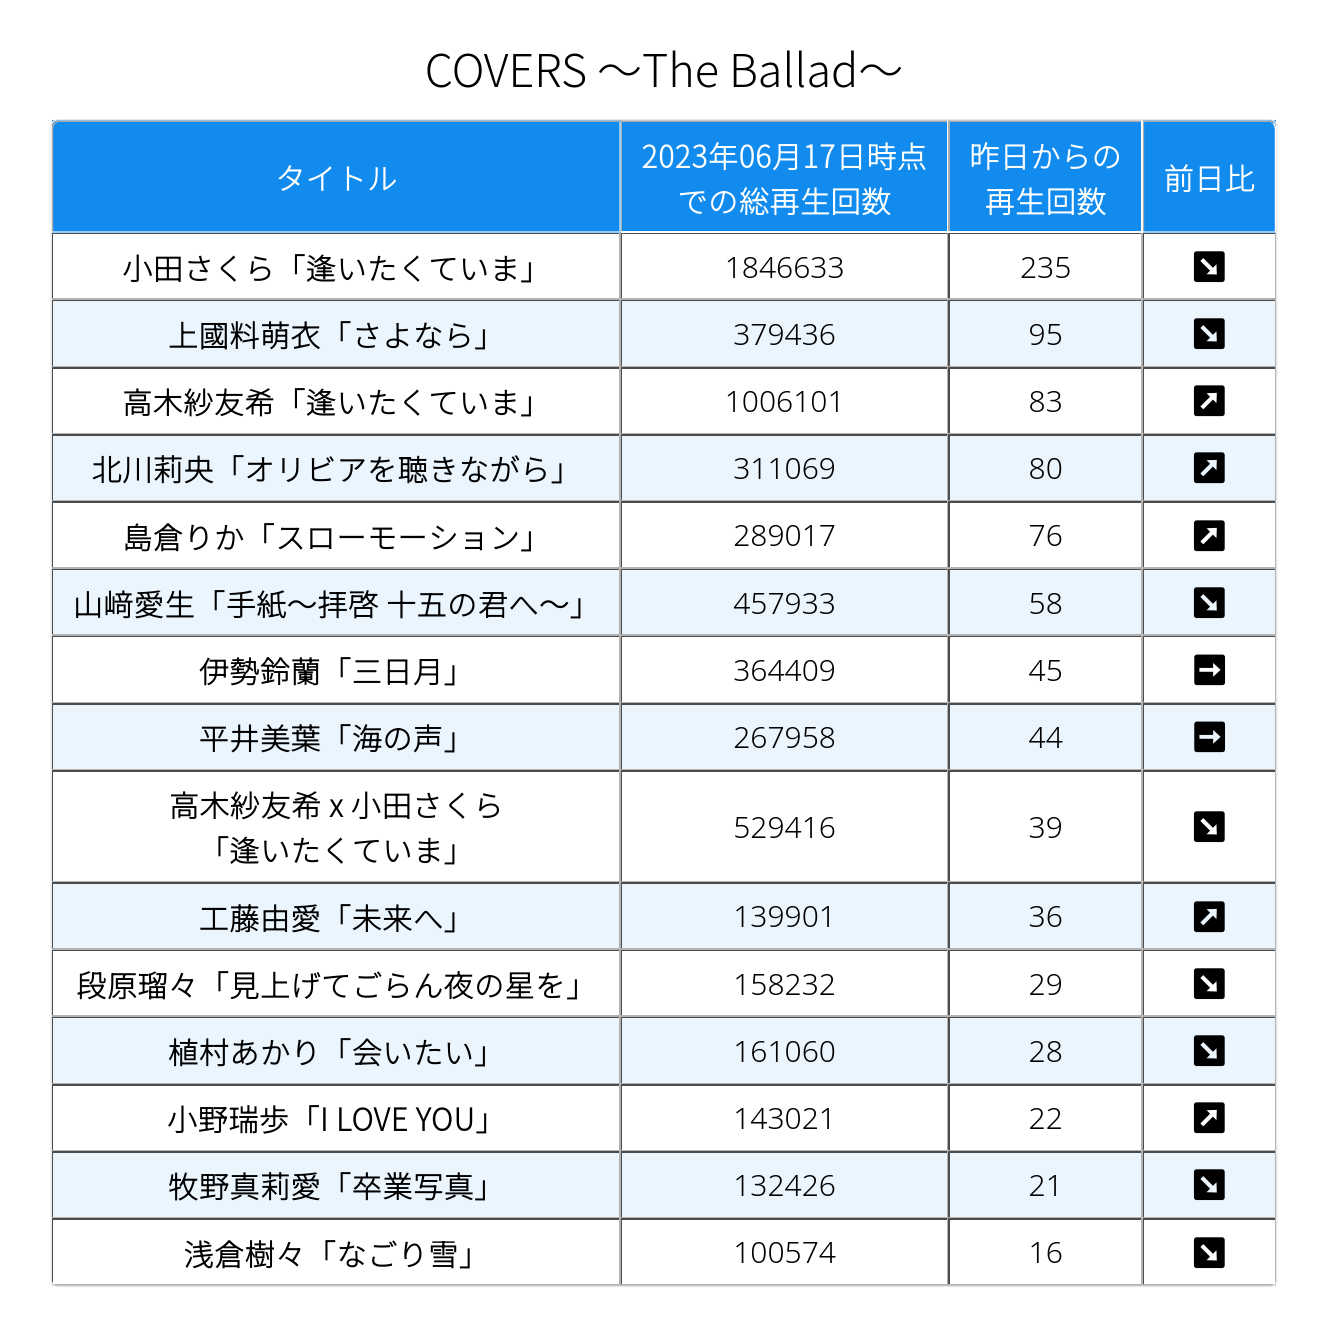 COVERS ～The Ballad～
タイトル
2023年06月17日時点
での総再生回数
昨日からの
再生回数
前日比
小田さくら「逢いたくていま」 1846633 235 ↘
上國料萌衣「さよなら」 379436 95 ↘
高木紗友希「逢いたくていま」 1006101 83 ↗
北川莉央「オリビアを聴きながら」 311069 80 ↗
島倉りか「スローモーション」 289017 76 ↗
山﨑愛生「手紙～拝啓 十五の君へ～」 457933 58 ↘
伊勢鈴蘭「三日月」 364409 45 →
平井美葉「海の声」 267958 44 →
高木紗友希 x 小田さくら
「逢いたくていま」 529416 39 ↘
工藤由愛「未来へ」 139901 36 ↗
段原瑠々「見上げてごらん夜の星を」 158232 29 ↘
植村あかり「会いたい」 161060 28 ↘
小野瑞歩「I LOVE YOU」 143021 22 ↗
牧野真莉愛「卒業写真」 132426 21 ↘
浅倉樹々「なごり雪」 100574 16 ↘